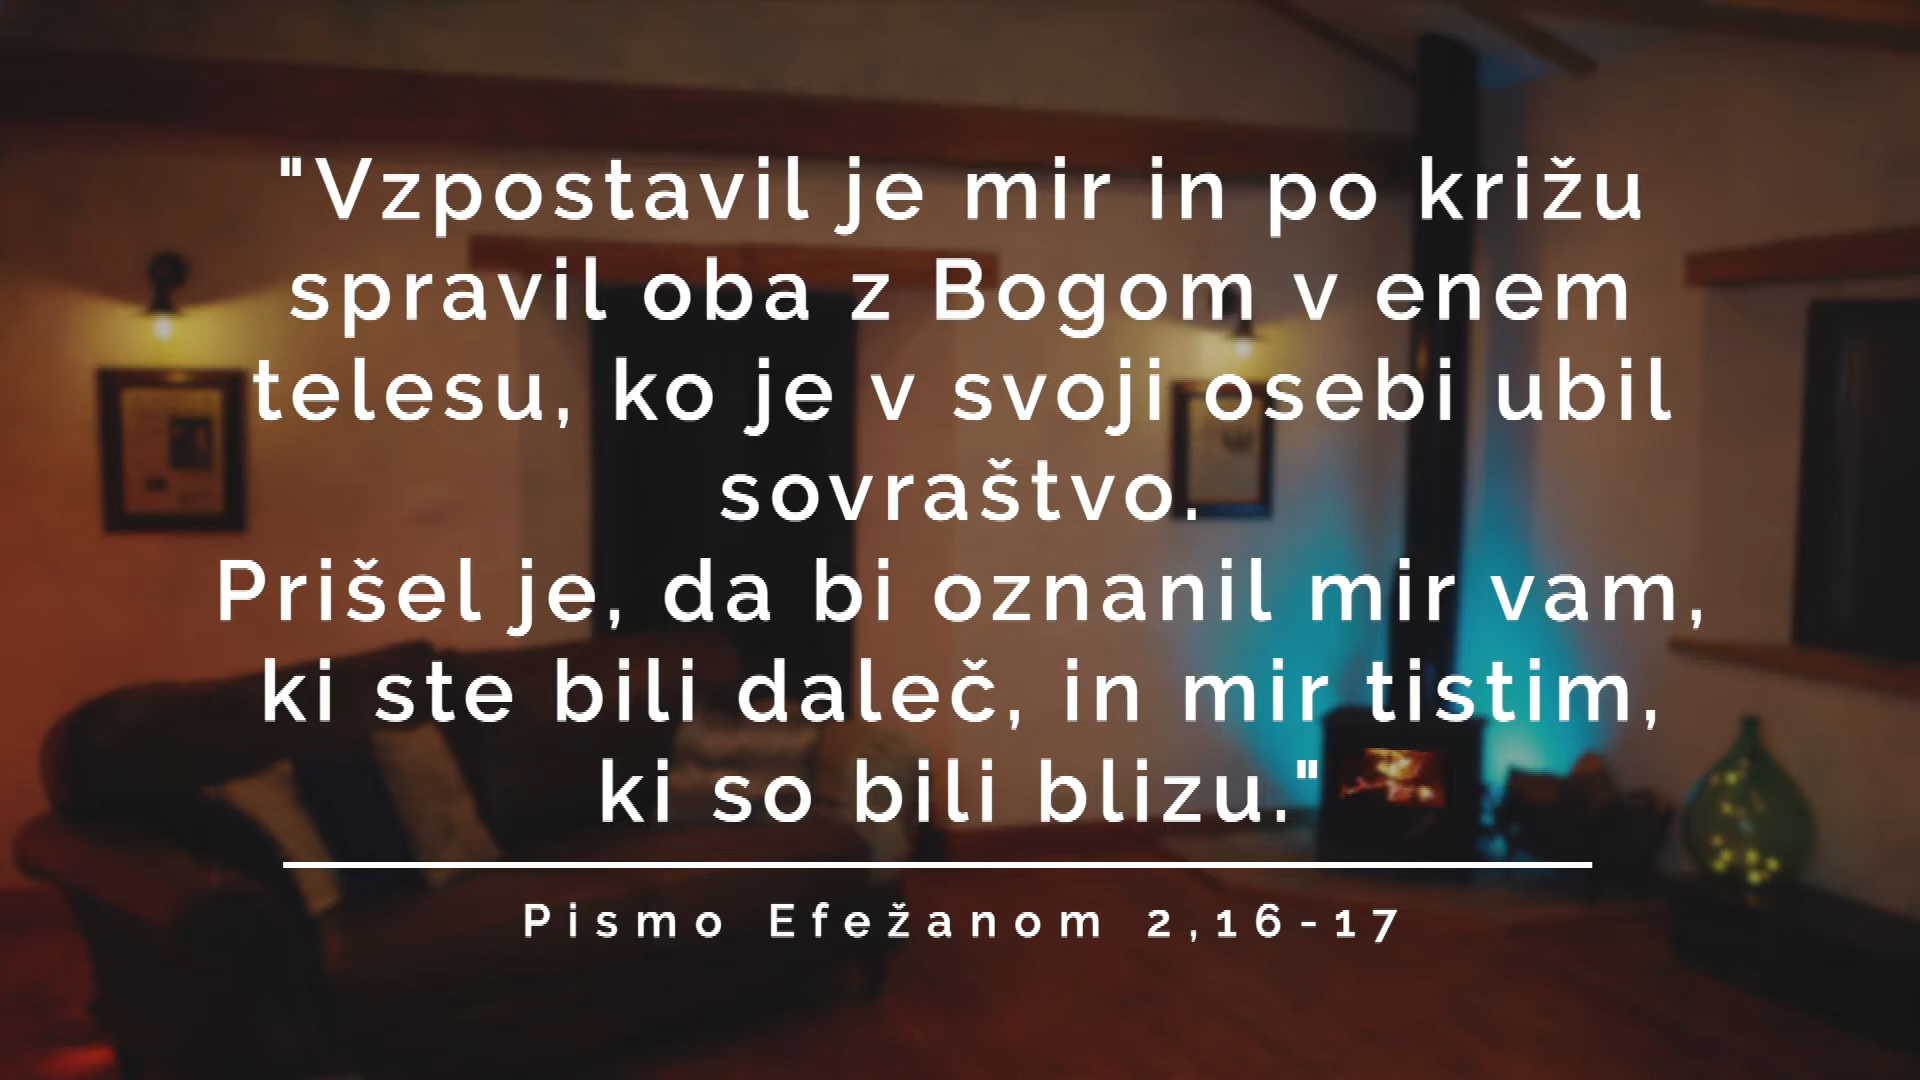 "Vzpostavil je mir in po križu
spravil oba z Bogom v enem
telesu, ko je v svoji osebi ubil
sovraštvo.
Prišel je, da bi oznanil mir vam,
ki ste bili daleč, in mir tistim,
ki so bili blizu."
Pismo Efežanom 2,16-17